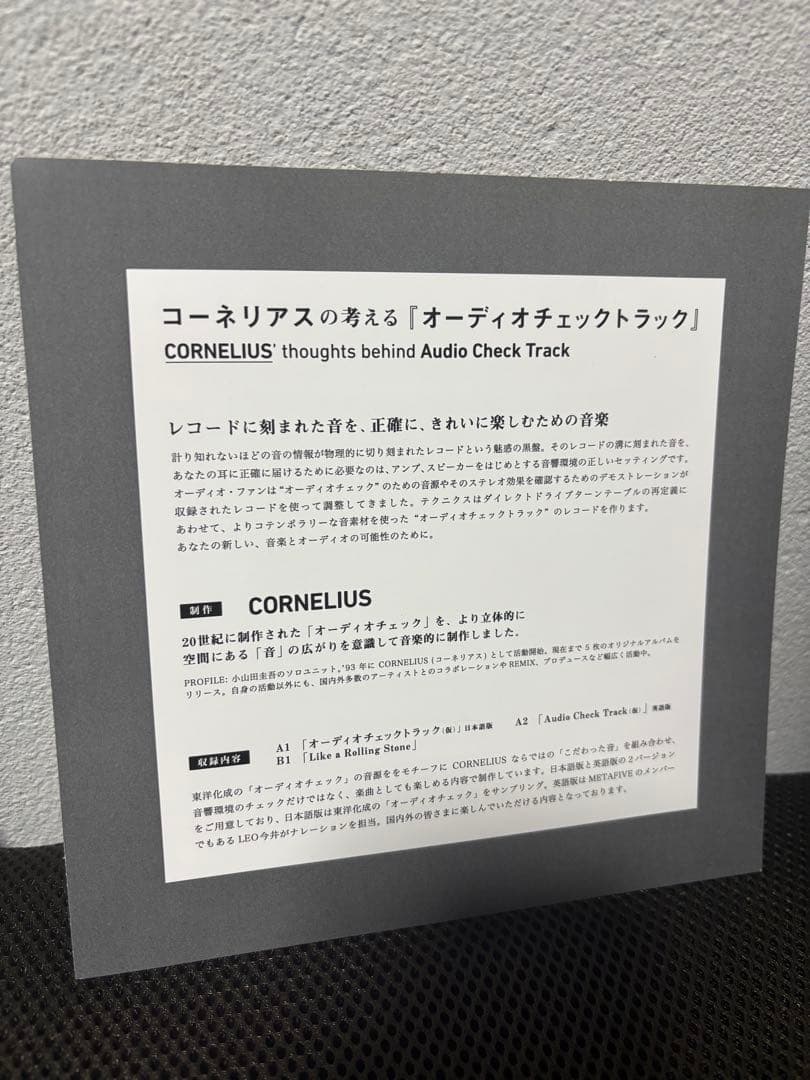 コーネリアスの考える『オーディオチェックトラック』
CORNELIUS' thoughts behind Audio Check Track
レコードに刻まれた音を、正確に、きれいに楽しむための音楽
計り知れないほどの音の情報が物理的に切り刻まれたレコードという魅惑の黒盤。そのレコードの溝に刻まれた音を、
あなたの耳に正確に届けるために必要なのは、アンプ、スピーカーをはじめとする音響環境の正しいセッティングです。
オーディオ・ファンは“オーディオチェック”のための音源やそのステレオ効果を確認するためのデモストレーションが
収録されたレコードを使って調整してきました。テクニクスはダイレクトドライブターンテーブルの再定義に
あわせて、よりコテンポラリーな音素材を使った“オーディオチェックトラック”のレコードを作ります。
あなたの新しい、音楽とオーディオの可能性のために。
制作 CORNELIUS
20世紀に制作された「オーディオチェック」を、より立体的に
空間にある「音」の広がりを意識して音楽的に制作しました。
PROFILE: 小山田圭吾のソロユニット。'93年にCORNELIUS(コーネリアス)として活動開始。現在まで5枚のオリジナルアルバムを
リリース。自身の活動以外にも、国内外多数のアーティストとのコラボレーションやREMIX、プロデュースなど幅広く活動中。
収録内容 A1 「オーディオチェックトラック(仮)」日本語版 A2 「Audio Check Track(仮)」英語版
B1 「Like a Rolling Stone」
東洋化成の「オーディオチェック」の音源ををモチーフに CORNELIUS ならではの「こだわった音」を組み合わせ、
音響環境のチェックだけではなく、楽曲としても楽しめる内容で制作しています。日本語版と英語版の2バージョン
をご用意しており、日本語版は東洋化成の「オーディオチェック」をサンプリング。英語版はMETAFIVEのメンバー
でもあるLEO今井がナレーションを担当。国内外の皆さまに楽しんでいただける内容となっております。